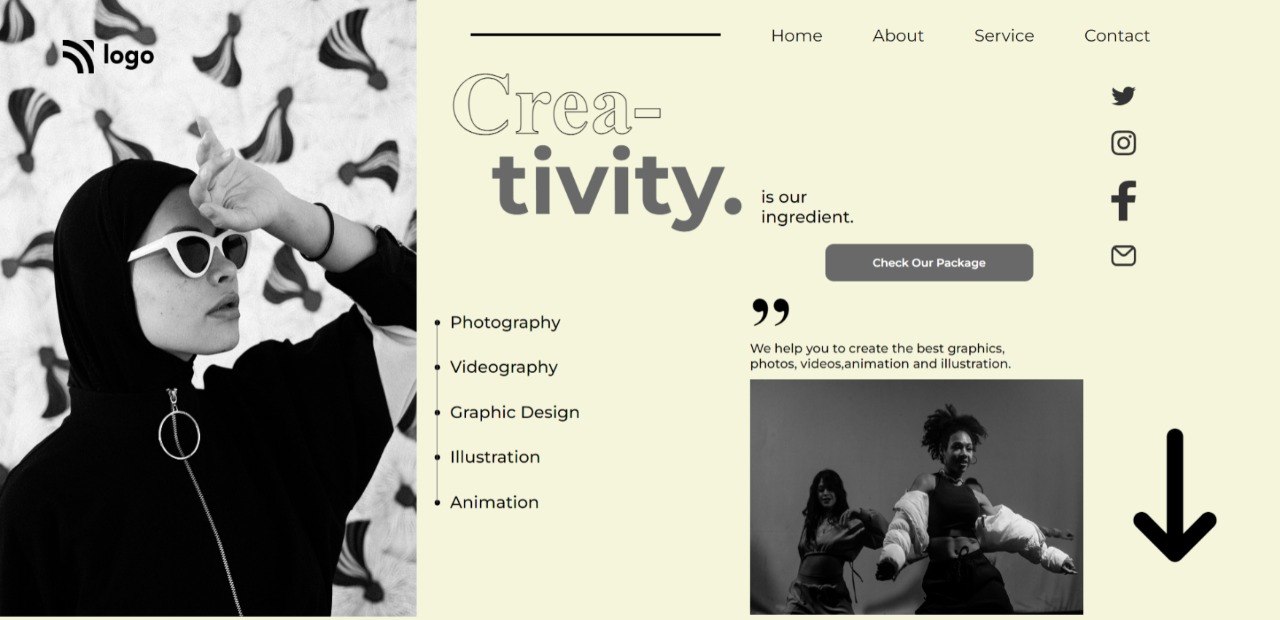 logo
Home About Service Contact
Crea-
tivity.
is our
ingredient.
Check Our Package
Photography
Videography
Graphic Design
Illustration
Animation
”
We help you to create the best graphics,
photos, videos,animation and illustration.